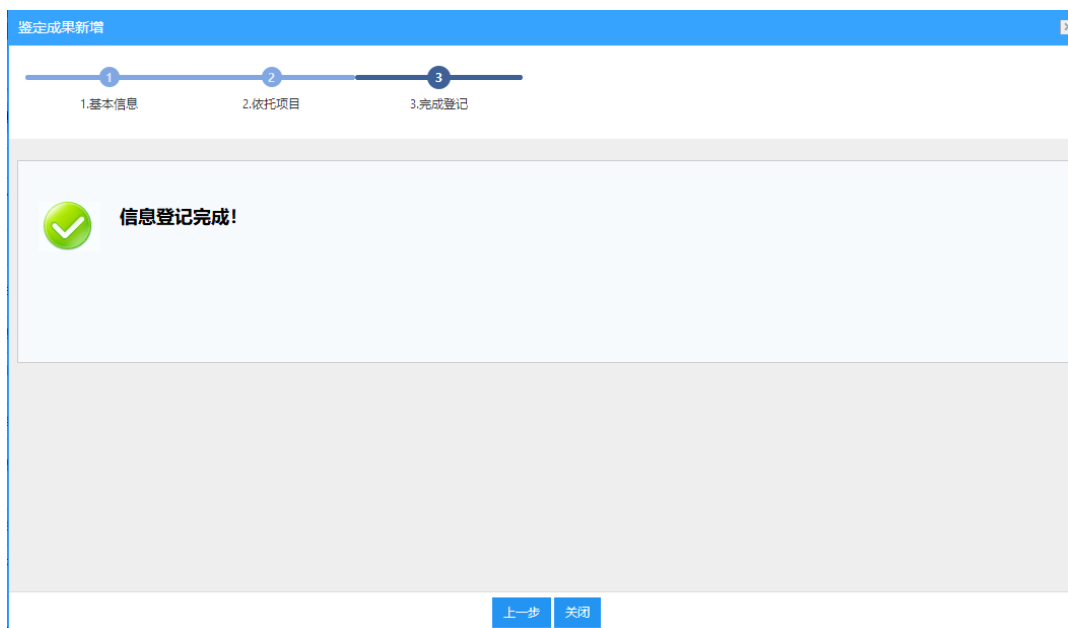 鉴定成果新增
1 2 3
1.基本信息 2.依托项目 3.完成登记
信息登记完成！
上一步 关闭